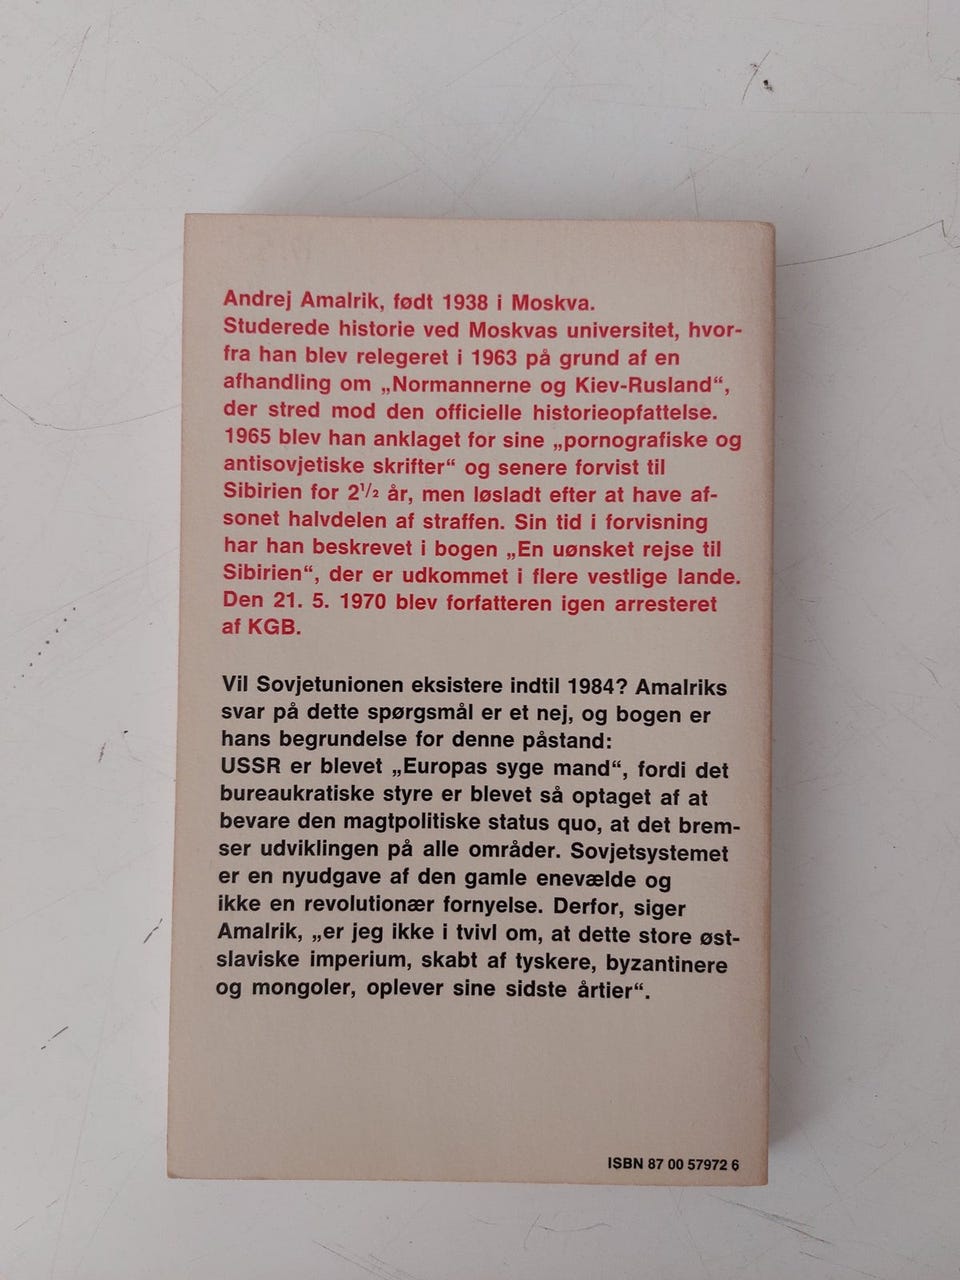 Andrej Amalrik, født 1938 i Moskva.
Studerede historie ved Moskvas universitet, hvor-
fra han blev relegeret i 1963 på grund af en
afhandling om „Normannerne og Kiev-Rusland“,
der stred mod den officielle historieopfattelse.
1965 blev han anklaget for sine „pornografiske og
antisovjetiske skrifter“ og senere forvist til
Sibirien for 2½ år, men løsladt efter at have af-
sonet halvdelen af straffen. Sin tid i forvisning
har han beskrevet i bogen „En uønsket rejse til
Sibirien“, der er udkommet i flere vestlige lande.
Den 21. 5. 1970 blev forfatteren igen arresteret
af KGB.
Vil Sovjetunionen eksistere indtil 1984? Amalriks
svar på dette spørgsmål er et nej, og bogen er
hans begrundelse for denne påstand:
USSR er blevet „Europas syge mand“, fordi det
bureaukratiske styre er blevet så optaget af at
bevare den magtpolitiske status quo, at det brem-
ser udviklingen på alle områder. Sovjetsystemet
er en nyudgave af den gamle enevælde og
ikke en revolutionær fornyelse. Derfor, siger
Amalrik, „er jeg ikke i tvivl om, at dette store øst-
slaviske imperium, skabt af tyskere, byzantinere
og mongoler, oplever sine sidste årtier“.
ISBN 87 00 57972 6